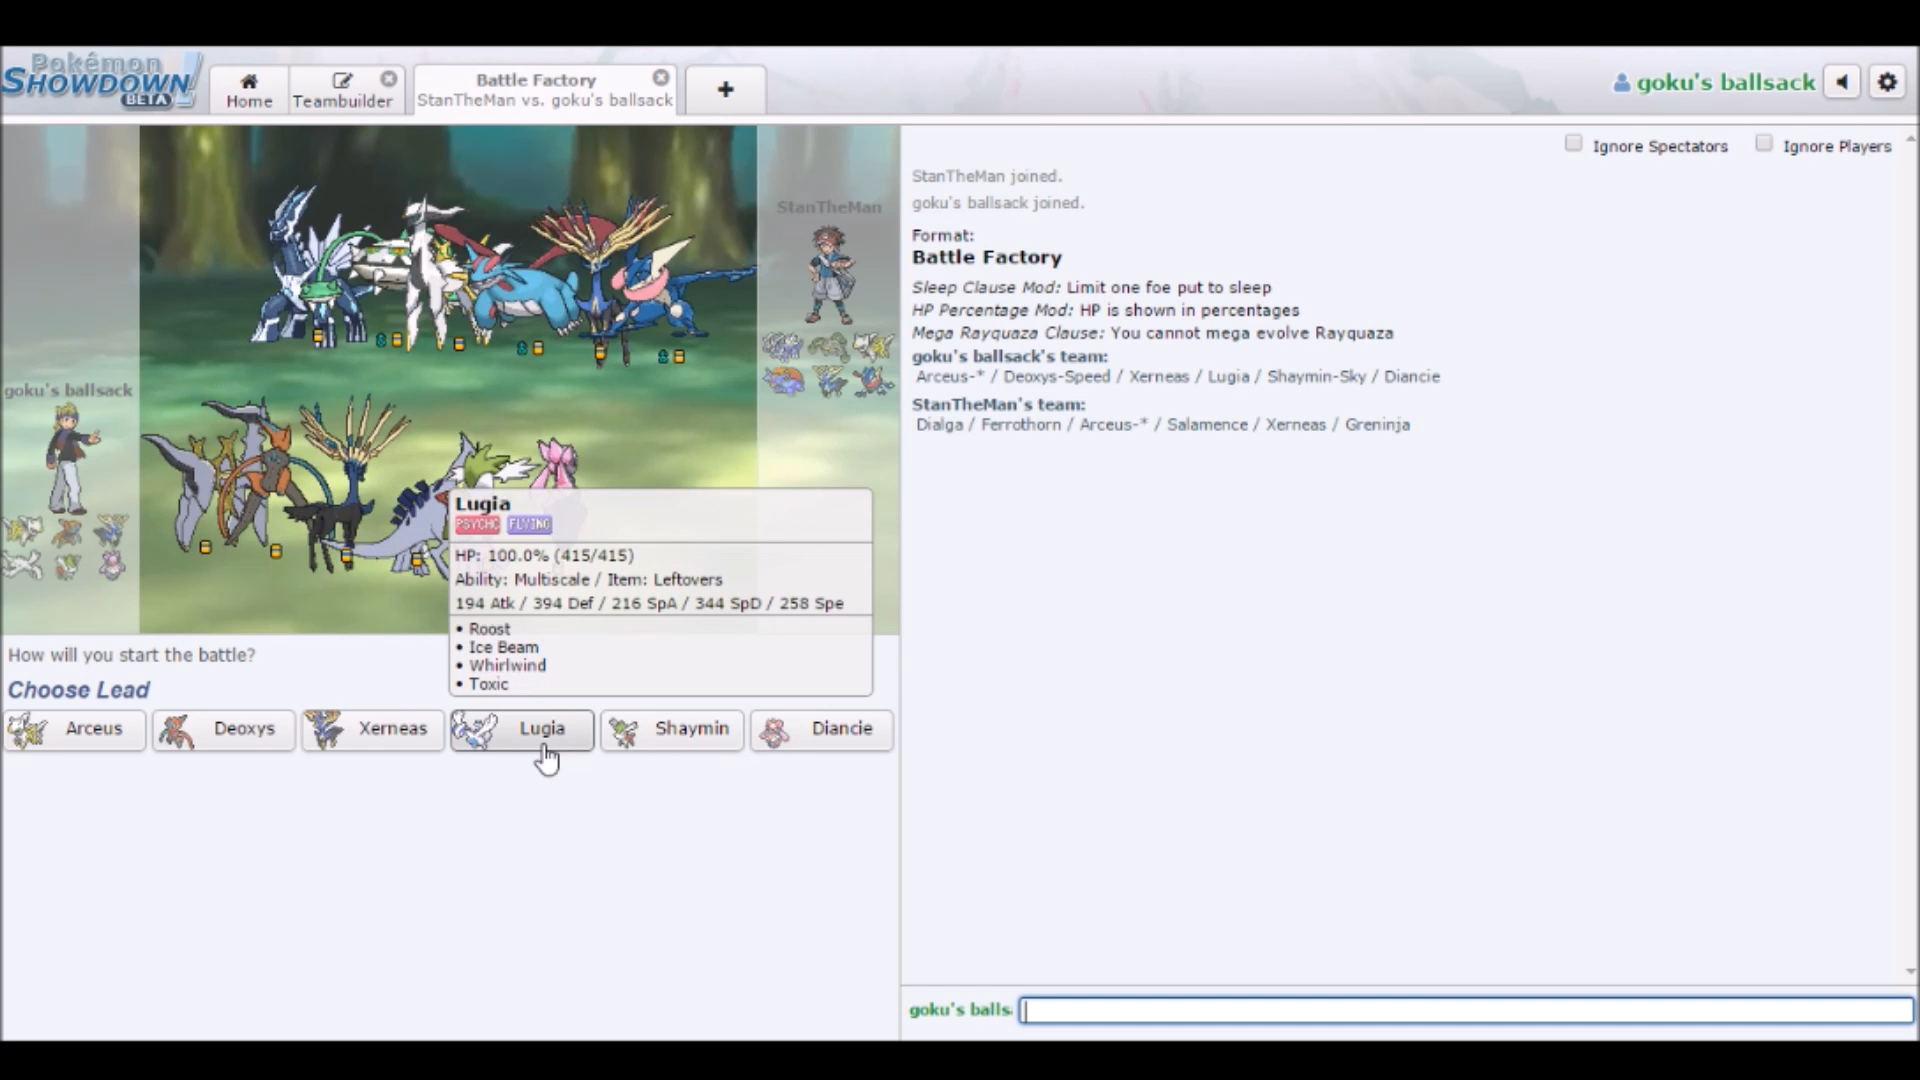 Pokémon
SHOWDOWN!
BETA
Home
Teambuilder
Battle Factory
StanTheMan vs. goku's ballsack
+
goku's ballsack
StanTheMan
goku's ballsack
Lugia
PSYCHC FLYING
HP: 100.0% (415/415)
Ability: Multiscale / Item: Leftovers
194 Atk / 394 Def / 216 SpA / 344 SpD / 258 Spe
• Roost
• Ice Beam
• Whirlwind
• Toxic
How will you start the battle?
Choose Lead
Arceus
Deoxys
Xerneas
Lugia
Shaymin
Diancie
Ignore Spectators
Ignore Players
StanTheMan joined.
goku's ballsack joined.
Format:
Battle Factory
Sleep Clause Mod: Limit one foe put to sleep
HP Percentage Mod: HP is shown in percentages
Mega Rayquaza Clause: You cannot mega evolve Rayquaza
goku's ballsack's team:
Arceus-* / Deoxys-Speed / Xerneas / Lugia / Shaymin-Sky / Diancie
StanTheMan's team:
Dialga / Ferrothorn / Arceus-* / Salamence / Xerneas / Greninja
goku's balls